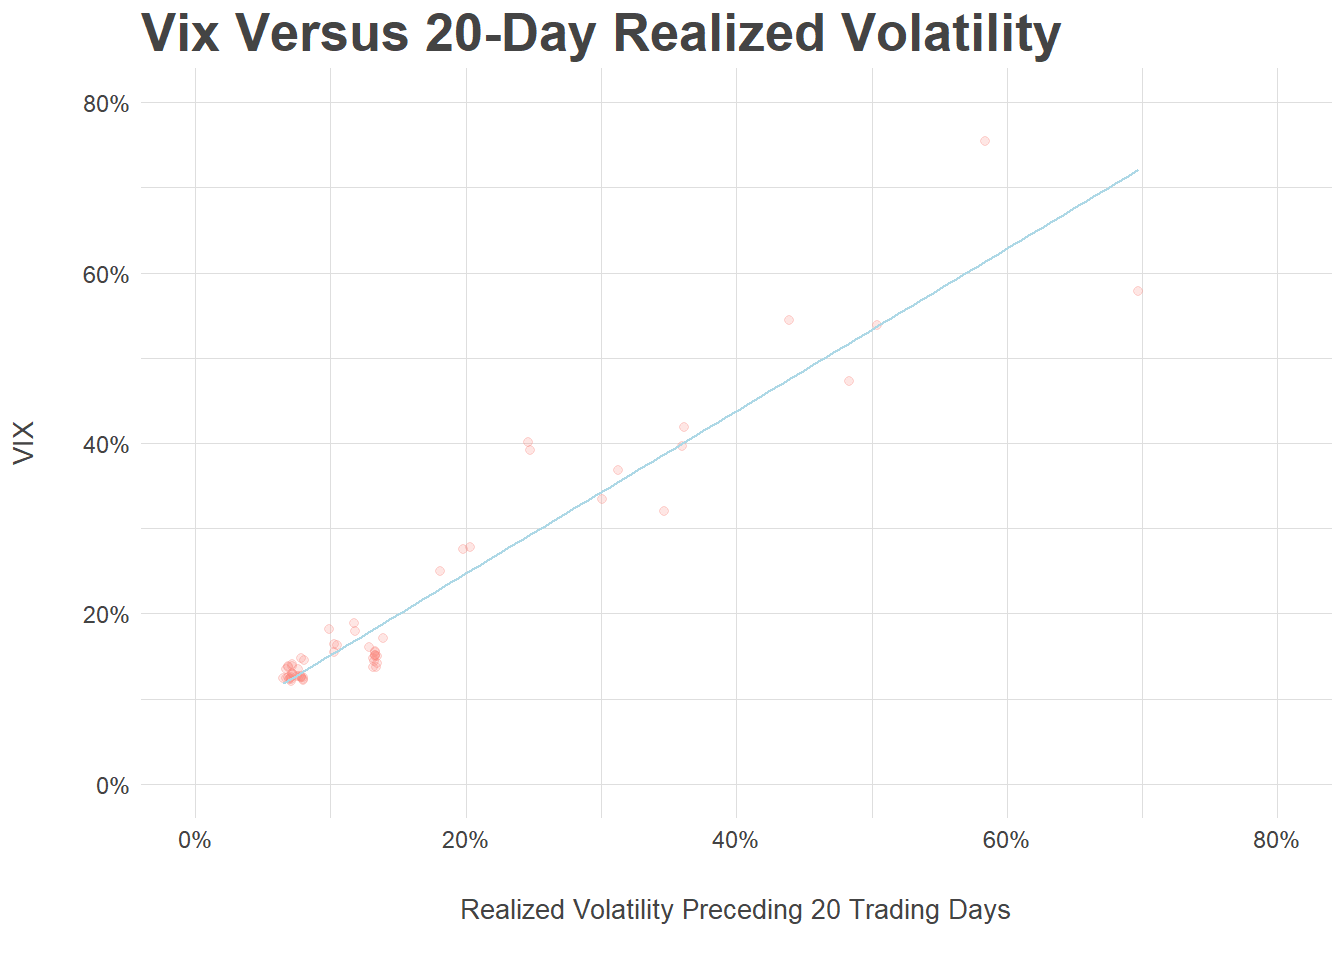 Vix Versus 20-Day Realized Volatility
80%
60%
40%
20%
0%
VIX
0% 20% 40% 60% 80%
Realized Volatility Preceding 20 Trading Days